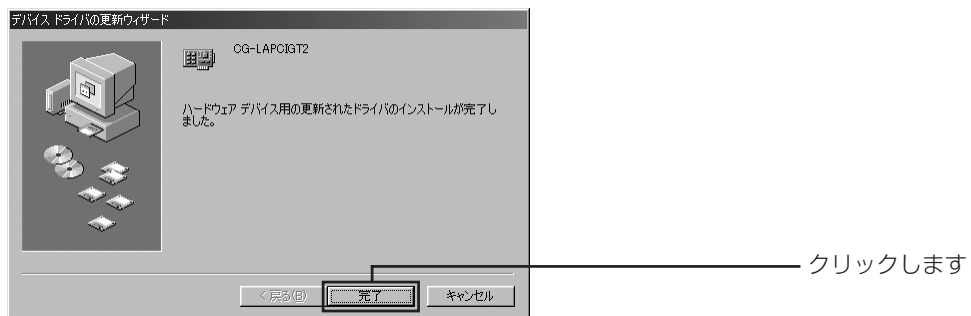 デバイス ドライバの更新ウィザード
CG-LAPCIGT2
ハードウェア デバイス用の更新されたドライバのインストールが完了し
ました。
クリックします
< 戻る(B)
完了
キャンセル